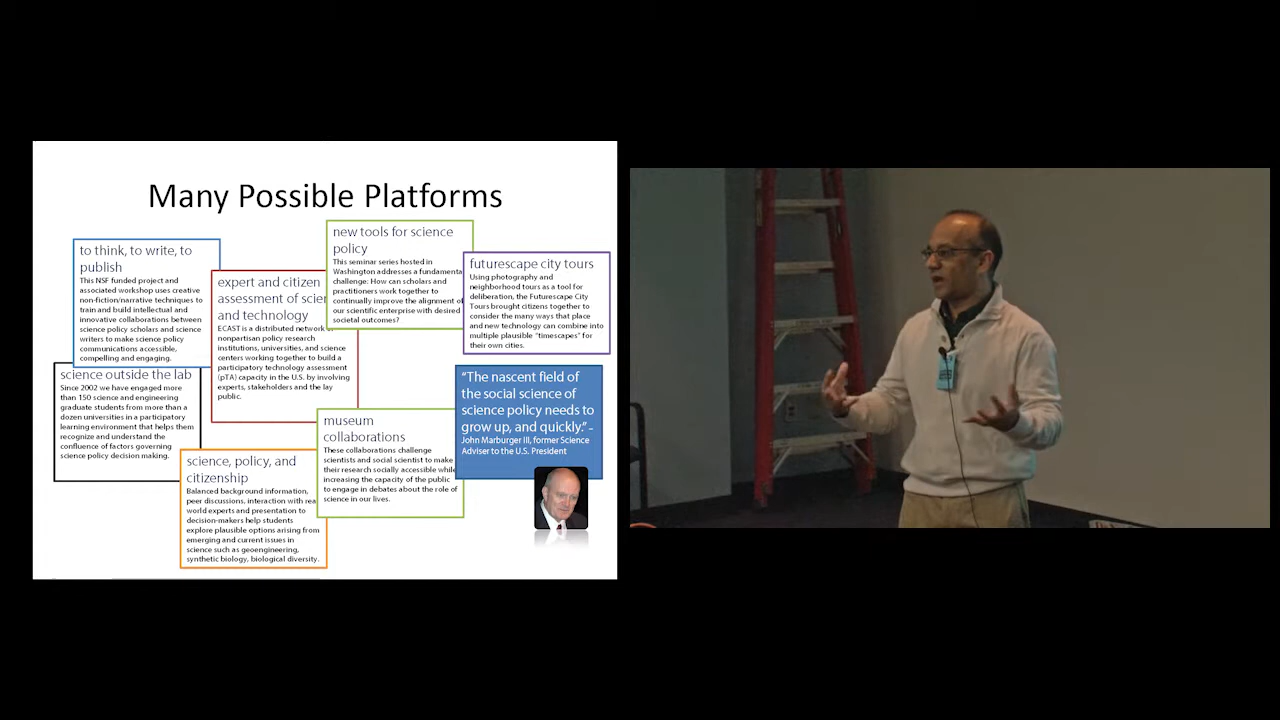 Many Possible Platforms
to think, to write, to
publish
This NSF funded project and
associated workshop uses creative
non-fiction/narrative techniques to
train and build intellectual and
innovative collaborations between
science policy scholars and science
writers to make science policy
communications accessible,
compelling and engaging.
expert and citizen
assessment of scien
and technology
ECAST is a distributed network of
nonpartisan policy research
institutions, universities, and science
centers working together to build a
participatory technology assessment
(pTA) capacity in the U.S. by involving
experts, stakeholders and the lay
public.
new tools for science
policy
This seminar series hosted in
Washington addresses a fundamenta
challenge: How can scholars and
practitioners work together to
continually improve the alignment of
our scientific enterprise with desired
societal outcomes?
futurescape city tours
Using photography and
neighborhood tours as a tool for
deliberation, the Futurescape City
Tours brought citizens together to
consider the many ways that place
and new technology can combine into
multiple plausible "timescapes" for
their own cities.
science outside the lab
Since 2002 we have engaged more
than 150 science and engineering
graduate students from more than a
dozen universities in a participatory
learning environment that helps them
recognize and understand the
confluence of factors governing
science policy decision making.
science, policy, and
citizenship
Balanced background information,
peer discussions, interaction with rea
world experts and presentation to
decision-makers help students
explore plausible options arising from
emerging and current issues in
science such as geoengineering,
synthetic biology, biological diversity.
museum
collaborations
These collaborations challenge
scientists and social scientist to make
their research socially accessible while
increasing the capacity of the public
to engage in debates about the role of
science in our lives.
"The nascent field of
the social science of
science policy needs to
grow up, and quickly." –
John Marburger III, former Science
Adviser to the U.S. President